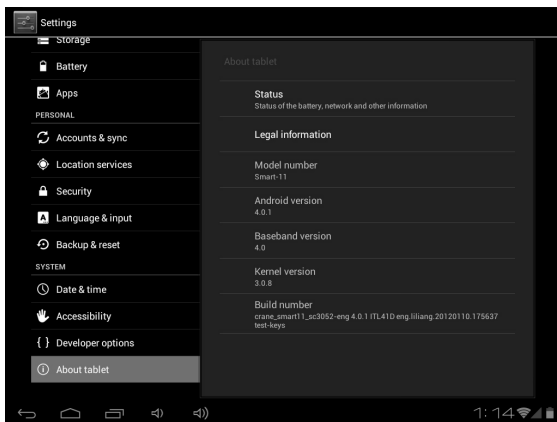 Settings
Storage
Battery
Apps
PERSONAL
Accounts & sync
Location services
Security
A Language & input
Backup & reset
SYSTEM
Date & time
Accessibility
{ } Developer options
About tablet
About tablet
Status
Status of the battery, network and other information
Legal information
Model number
Smart-11
Android version
4.0.1
Baseband version
4.0
Kernel version
3.0.8
Build number
crane_smart11_sc3052-eng 4.0.1 ITL41D eng.liliang.20120110.175637
test-keys
1:14